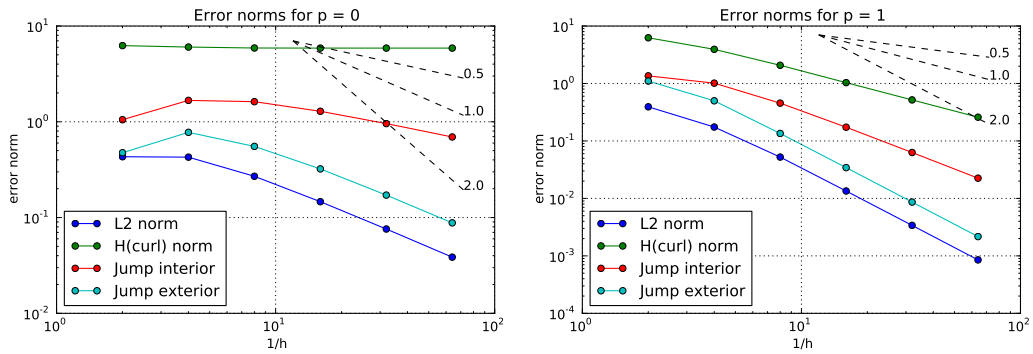 Error norms for p = 0
error norm
10^1
10^0
10^-1
10^-2
0.5
1.0
2.0
L2 norm
H(curl) norm
Jump interior
Jump exterior
10^0
10^1
10^2
1/h
Error norms for p = 1
error norm
10^1
10^0
10^-1
10^-2
10^-3
10^-4
0.5
1.0
2.0
L2 norm
H(curl) norm
Jump interior
Jump exterior
10^0
10^1
10^2
1/h